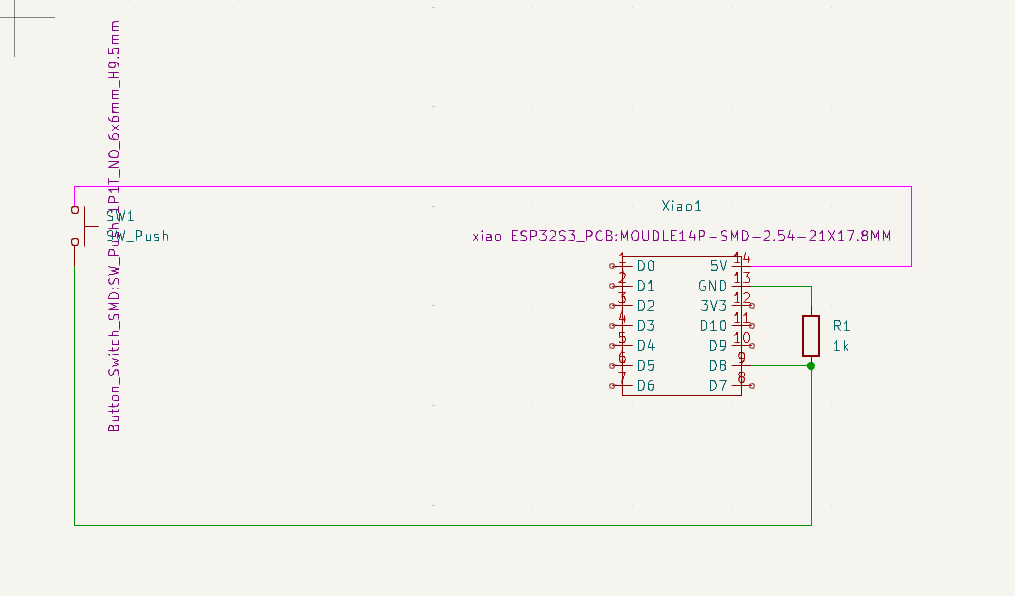 Button_Switch_SMD:SW_Push_1P1T_NO_6x6mm_H9.5mm
SW1
SW_Push
Xiao1
xiao ESP32S3_PCB:MOUDLE14P-SMD-2.54-21X17.8MM
1 D0 5V 14
2 D1 GND 13
3 D2 3V3 12
4 D3 D10 11
5 D4 D9 10
6 D5 D8 9
7 D6 D7 8
R1
1k